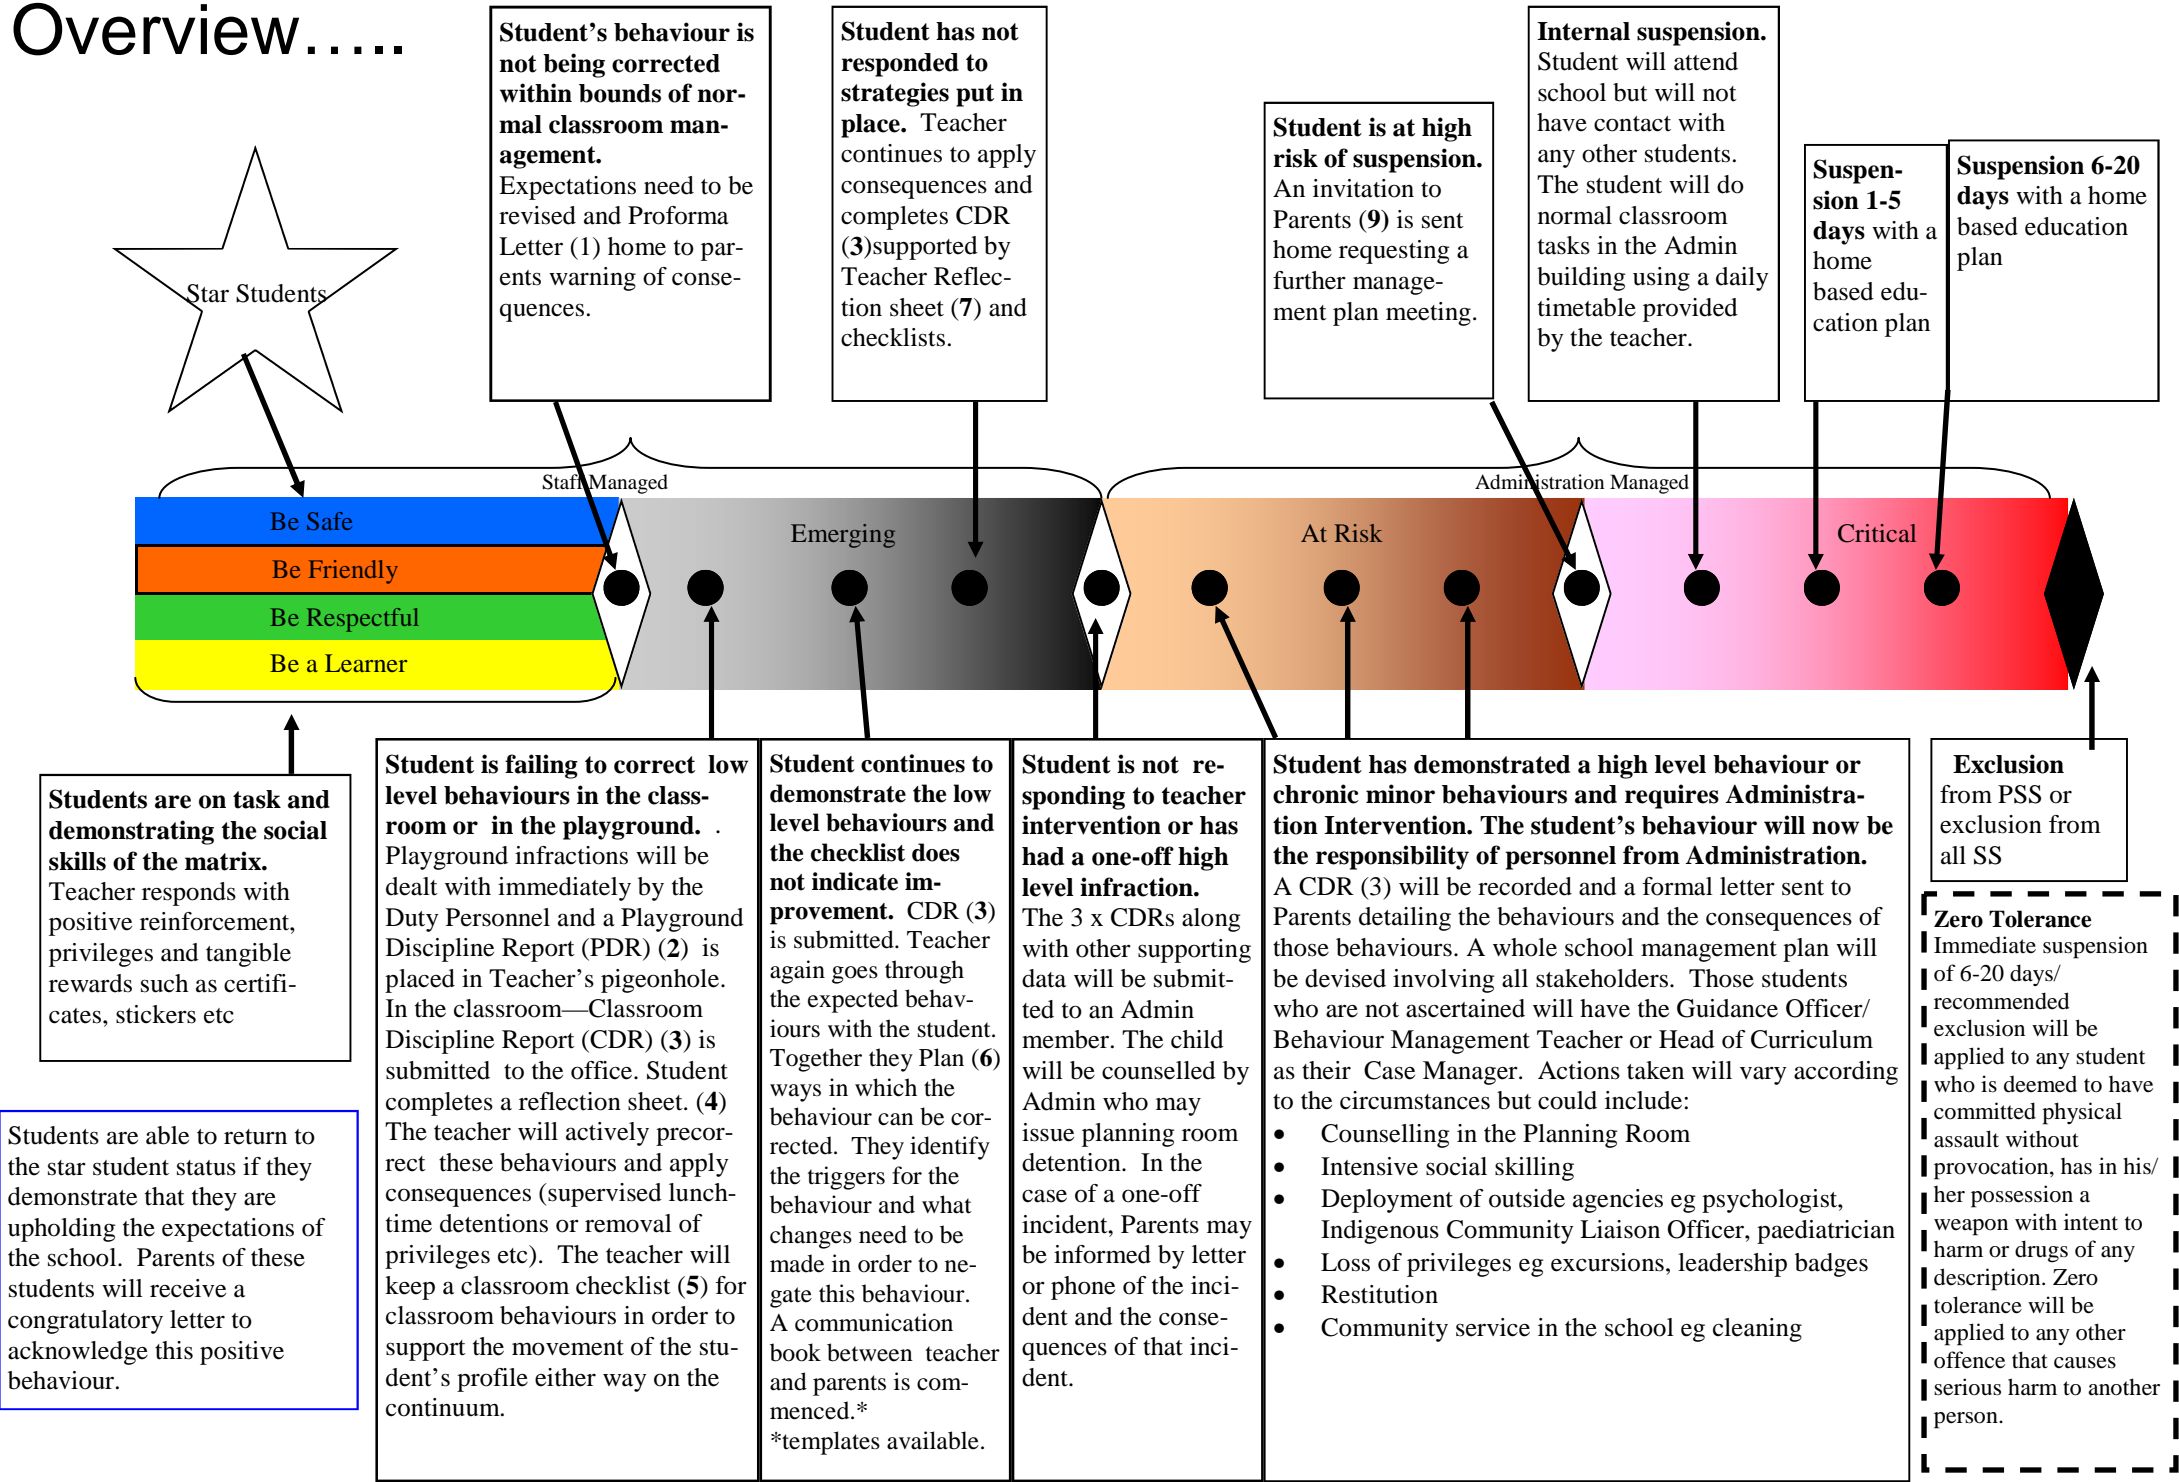 Overview…..
Student’s behaviour is
not being corrected
within bounds of nor-
mal classroom man-
agement.
Expectations need to be
revised and Proforma
Letter (1) home to par-
ents warning of conse-
quences.
Student has not
responded to
strategies put in
place.  Teacher
continues to apply
consequences and
completes CDR
(3)supported by
Teacher Reflec-
tion sheet (7) and
checklists.
Student is at high
risk of suspension.
An invitation to
Parents (9) is sent
home requesting a
further manage-
ment plan meeting.
Internal suspension.
Student will attend
school but will not
have contact with
any other students.
The student will do
normal classroom
tasks in the Admin
building using a daily
timetable provided
by the teacher.
Suspen-
sion 1-5
days with a
home
based edu-
cation plan
Suspension 6-20
days with a home
based education
plan
Star Students
Staff Managed
Administration Managed
Be Safe
Be Friendly
Be Respectful
Be a Learner
Emerging
At Risk
Critical
Students are on task and
demonstrating the social
skills of the matrix.
Teacher responds with
positive reinforcement,
privileges and tangible
rewards such as certifi-
cates, stickers etc
Students are able to return to
the star student status if they
demonstrate that they are
upholding the expectations of
the school.  Parents of these
students will receive a
congratulatory letter to
acknowledge this positive
behaviour.
Student is failing to correct  low
level behaviours in the class-
room or  in the playground.  .
Playground infractions will be
dealt with immediately by the
Duty Personnel and a Playground
Discipline Report (PDR) (2)  is
placed in Teacher’s pigeonhole.
In the classroom—Classroom
Discipline Report (CDR) (3) is
submitted  to the office. Student
completes a reflection sheet. (4)
The teacher will actively precor-
rect  these behaviours and apply
consequences (supervised lunch-
time detentions or removal of
privileges etc).  The teacher will
keep a classroom checklist (5) for
classroom behaviours in order to
support the movement of the stu-
dent’s profile either way on the
continuum.
Student continues to
demonstrate the low
level behaviours and
the checklist does
not indicate im-
provement.  CDR (3)
is submitted. Teacher
again goes through
the expected behav-
iours with the student.
Together they Plan (6)
ways in which the
behaviour can be cor-
rected.  They identify
the triggers for the
behaviour and what
changes need to be
made in order to ne-
gate this behaviour.
A communication
book between  teacher
and parents is com-
menced.*
*templates available.
Student is not  re-
sponding to teacher
intervention or has
had a one-off high
level infraction.
The 3 x CDRs along
with other supporting
data will be submit-
ted to an Admin
member. The child
will be counselled by
Admin who may
issue planning room
detention.  In the
case of a one-off
incident, Parents may
be informed by letter
or phone of the inci-
dent and the conse-
quences of that inci-
dent.
Student has demonstrated a high level behaviour or
chronic minor behaviours and requires Administra-
tion Intervention. The student’s behaviour will now be
the responsibility of personnel from Administration.
A CDR (3) will be recorded and a formal letter sent to
Parents detailing the behaviours and the consequences of
those behaviours. A whole school management plan will
be devised involving all stakeholders.  Those students
who are not ascertained will have the Guidance Officer/
Behaviour Management Teacher or Head of Curriculum
as their  Case Manager.  Actions taken will vary according
to the circumstances but could include:
• Counselling in the Planning Room
• Intensive social skilling
• Deployment of outside agencies eg psychologist,
Indigenous Community Liaison Officer, paediatrician
• Loss of privileges eg excursions, leadership badges
• Restitution
• Community service in the school eg cleaning
Exclusion
from PSS or
exclusion from
all SS
Zero Tolerance
Immediate suspension
of 6-20 days/
recommended
exclusion will be
applied to any student
who is deemed to have
committed physical
assault without
provocation, has in his/
her possession a
weapon with intent to
harm or drugs of any
description. Zero
tolerance will be
applied to any other
offence that causes
serious harm to another
person.